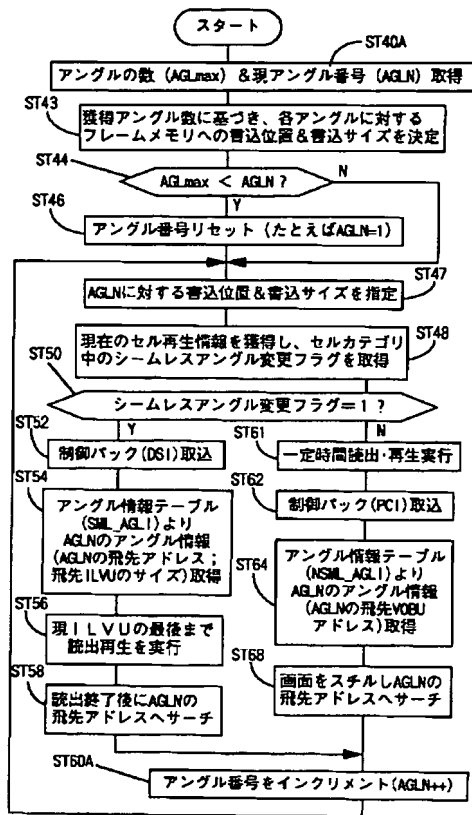 スタート
ST40A
アングルの数 (AGLmax) &現アングル番号 (AGLN) 取得
ST43
獲得アングル数に基づき、各アングルに対する
フレームメモリへの書込位置&書込サイズを決定
ST44
AGLmax < AGLN ?
N
Y
ST46
アングル番号リセット (たとえばAGLN=1)
ST47
AGLNに対する書込位置&書込サイズを指定
ST48
現在のセル再生情報を獲得し、セルカテゴリ
中のシームレスアングル変更フラグを取得
ST50
シームレスアングル変更フラグ=1 ?
Y
N
ST52
制御パック(DSI)取込
ST54
アングル情報テーブル
(SML_AGLI)より
AGLNのアングル情報
(AGLNの飛先アドレス;
飛先ILVUのサイズ)取得
ST56
現ILVUの最後まで
読出再生を実行
ST58
読出終了後にAGLNの
飛先アドレスへサーチ
ST61
一定時間読出・再生実行
ST62
制御パック(PCI)取込
ST64
アングル情報テーブル
(NSML_AGLI)より
AGLNのアングル情報
(AGLNの飛先VOBU
アドレス)取得
ST68
画面をスチルしAGLNの
飛先アドレスへサーチ
ST60A
アングル番号をインクリメント(AGLN++)